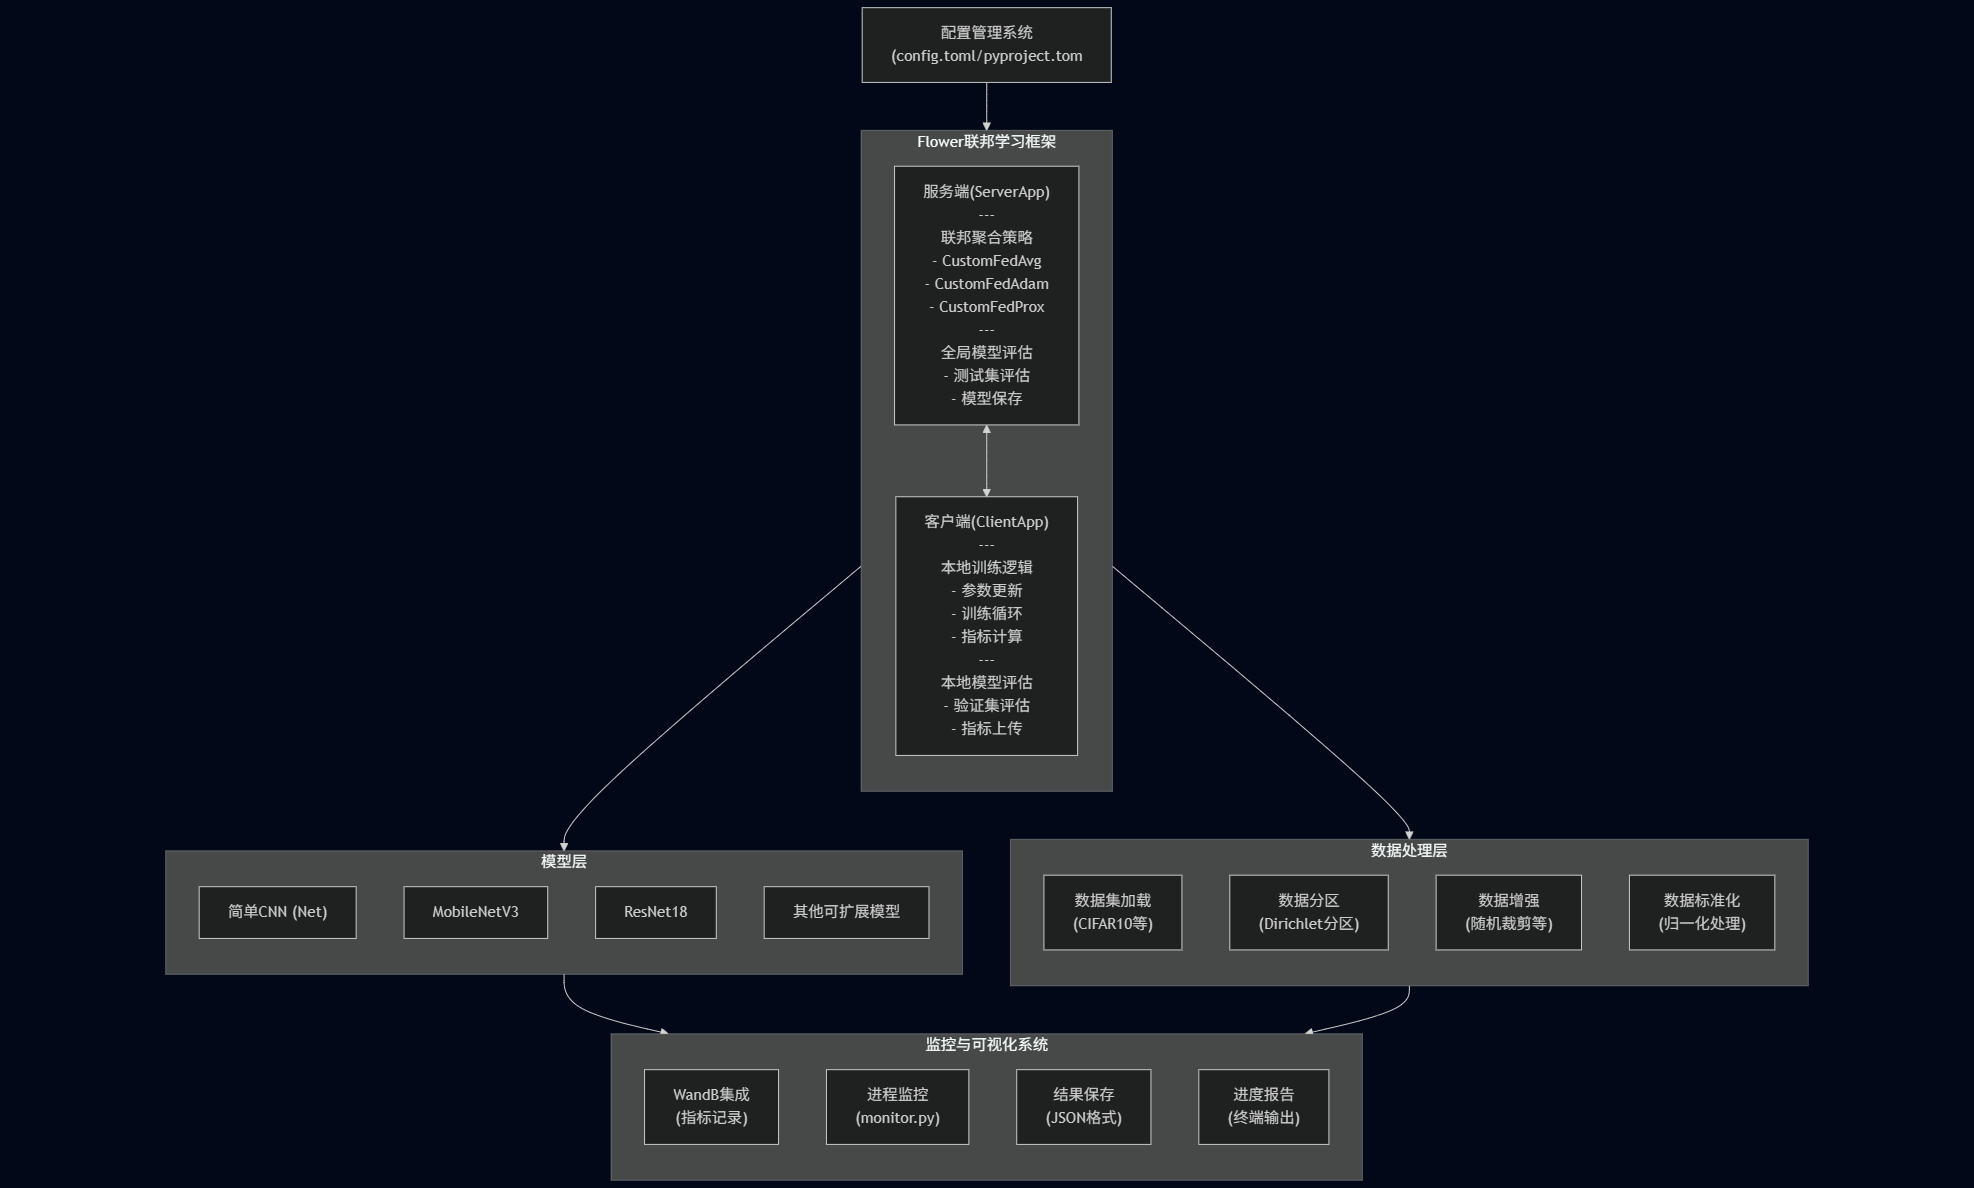 配置管理系统
(config.toml/pyproject.tom
Flower联邦学习框架
服务端(ServerApp)
---
联邦聚合策略
- CustomFedAvg
- CustomFedAdam
- CustomFedProx
---
全局模型评估
- 测试集评估
- 模型保存
客户端(ClientApp)
---
本地训练逻辑
- 参数更新
- 训练循环
- 指标计算
---
本地模型评估
- 验证集评估
- 指标上传
模型层
简单CNN (Net)
MobileNetV3
ResNet18
其他可扩展模型
数据处理层
数据集加载
(CIFAR10等)
数据分区
(Dirichlet分区)
数据增强
(随机裁剪等)
数据标准化
(归一化处理)
监控与可视化系统
WandB集成
(指标记录)
进程监控
(monitor.py)
结果保存
(JSON格式)
进度报告
(终端输出)